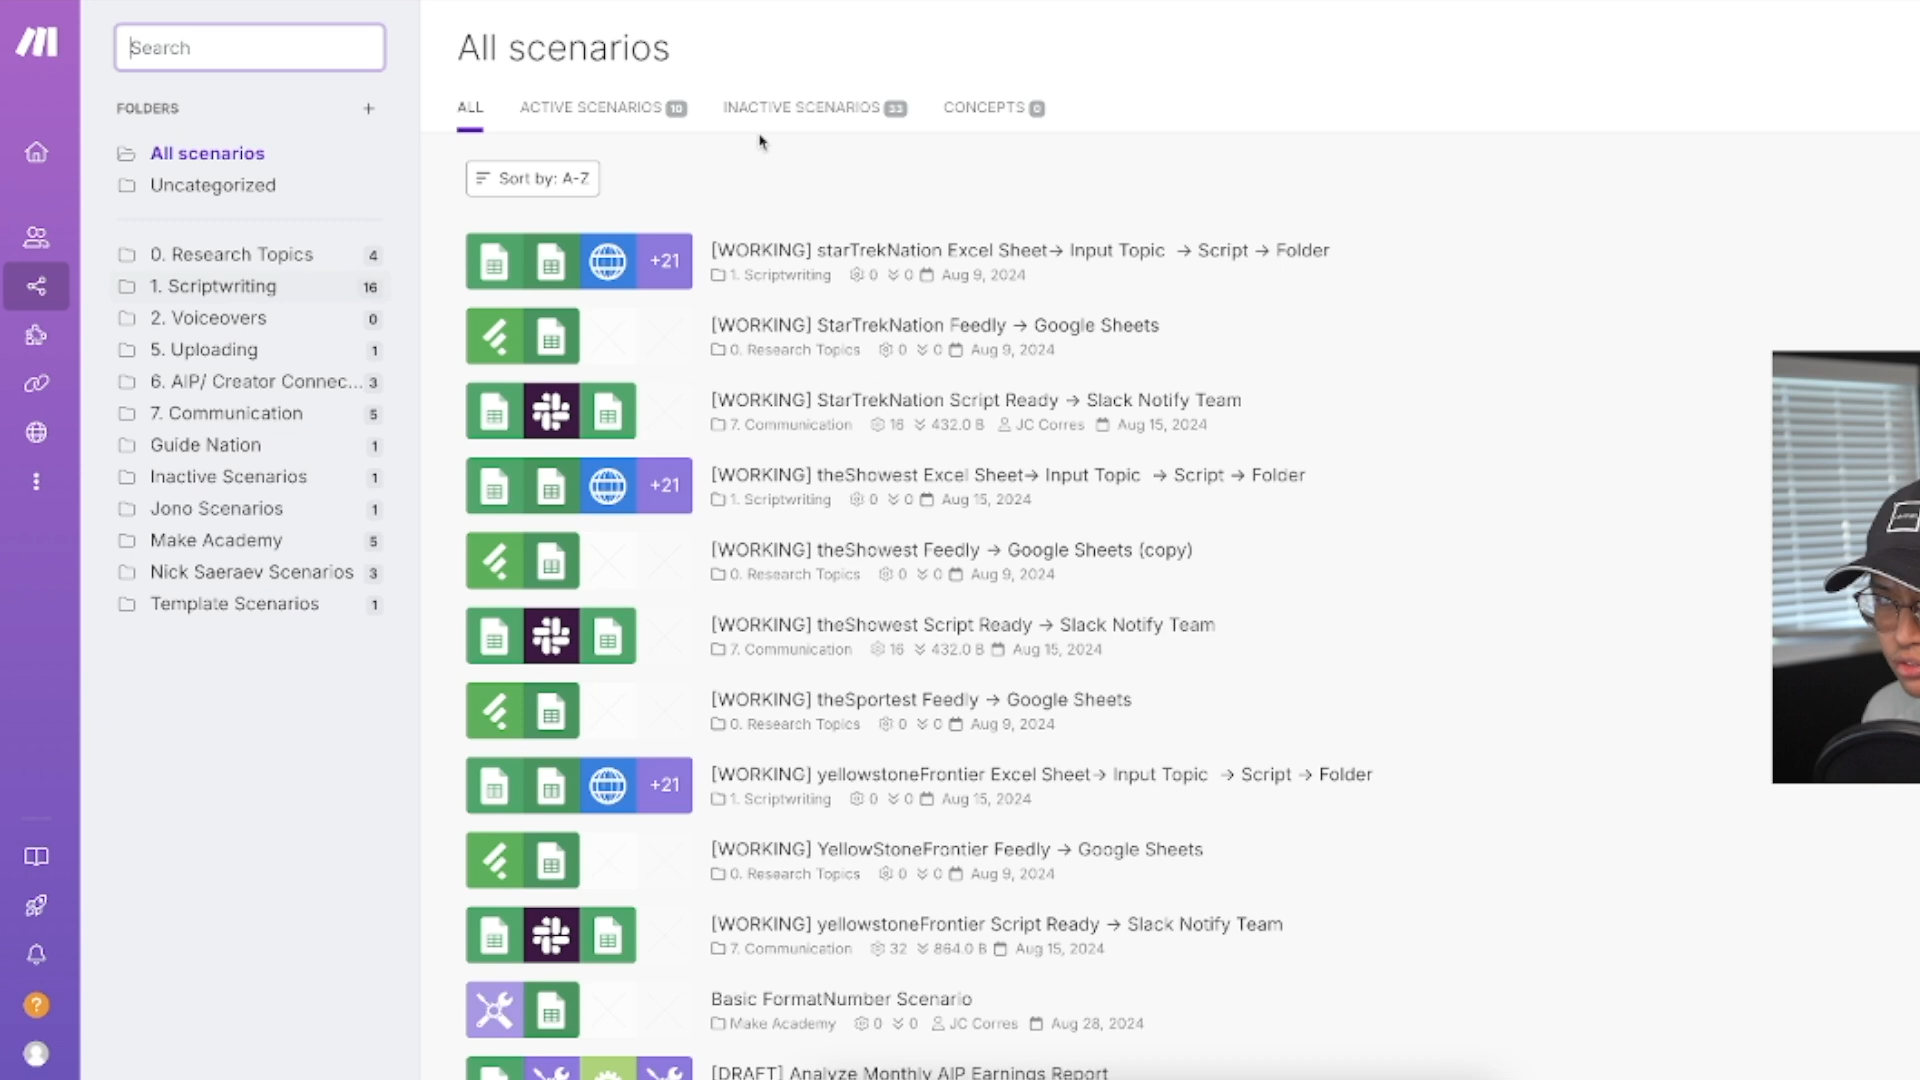 Search
FOLDERS +
All scenarios
Uncategorized
0. Research Topics 4
1. Scriptwriting 16
2. Voiceovers 0
5. Uploading 1
6. AIP/ Creator Connec... 3
7. Communication 5
Guide Nation 1
Inactive Scenarios 1
Jono Scenarios 1
Make Academy 5
Nick Saeraev Scenarios 3
Template Scenarios 1
?
All scenarios
ALL ACTIVE SCENARIOS 10 INACTIVE SCENARIOS 33 CONCEPTS 0
Sort by: A-Z
+21
[WORKING] starTrekNation Excel Sheet→ Input Topic → Script → Folder
1. Scriptwriting 0 0 Aug 9, 2024
[WORKING] StarTrekNation Feedly → Google Sheets
0. Research Topics 0 0 Aug 9, 2024
[WORKING] StarTrekNation Script Ready → Slack Notify Team
7. Communication 16 432.0 B JC Corres Aug 15, 2024
+21
[WORKING] theShowest Excel Sheet→ Input Topic → Script → Folder
1. Scriptwriting 0 0 Aug 15, 2024
[WORKING] theShowest Feedly → Google Sheets (copy)
0. Research Topics 0 0 Aug 9, 2024
[WORKING] theShowest Script Ready → Slack Notify Team
7. Communication 16 432.0 B Aug 15, 2024
[WORKING] theSportest Feedly → Google Sheets
0. Research Topics 0 0 Aug 9, 2024
+21
[WORKING] yellowstoneFrontier Excel Sheet→ Input Topic → Script → Folder
1. Scriptwriting 0 0 Aug 15, 2024
[WORKING] YellowStoneFrontier Feedly → Google Sheets
0. Research Topics 0 0 Aug 9, 2024
[WORKING] yellowstoneFrontier Script Ready → Slack Notify Team
7. Communication 32 864.0 B Aug 15, 2024
Basic FormatNumber Scenario
Make Academy 0 0 JC Corres Aug 28, 2024
[DRAFT] Analyze Monthly AIP Earnings Report